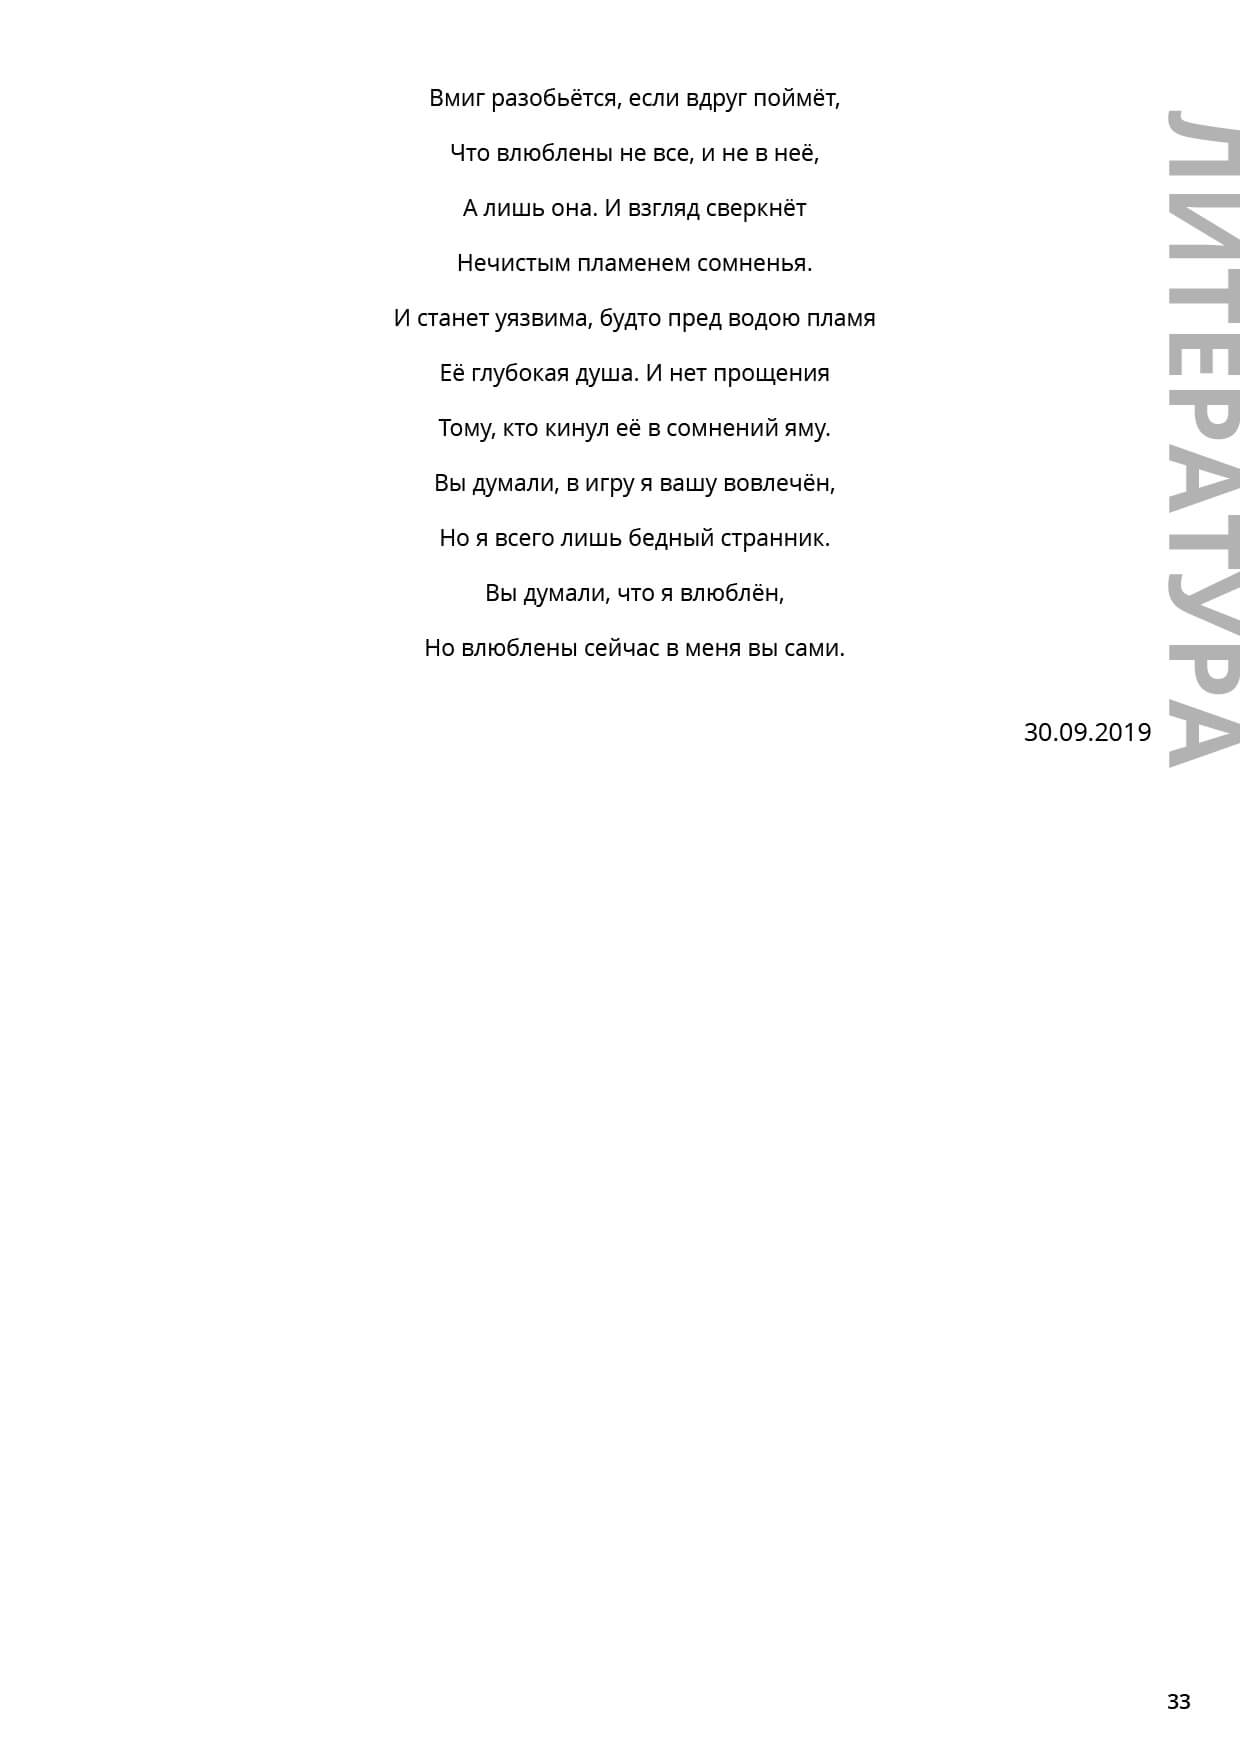 Вмиг разобьётся, если вдруг поймёт,
Что влюблены не все, и не в неё,
А лишь она. И взгляд сверкнёт
Нечистым пламенем сомненья.
И станет уязвима, будто пред водою пламя
Её глубокая душа. И нет прощения
Тому, кто кинул её в сомнений яму.
Вы думали, в игру я вашу вовлечён,
Но я всего лишь бедный странник.
Вы думали, что я влюблён,
Но влюблены сейчас в меня вы сами.
30.09.2019
ЛИТЕРАТУРА
33